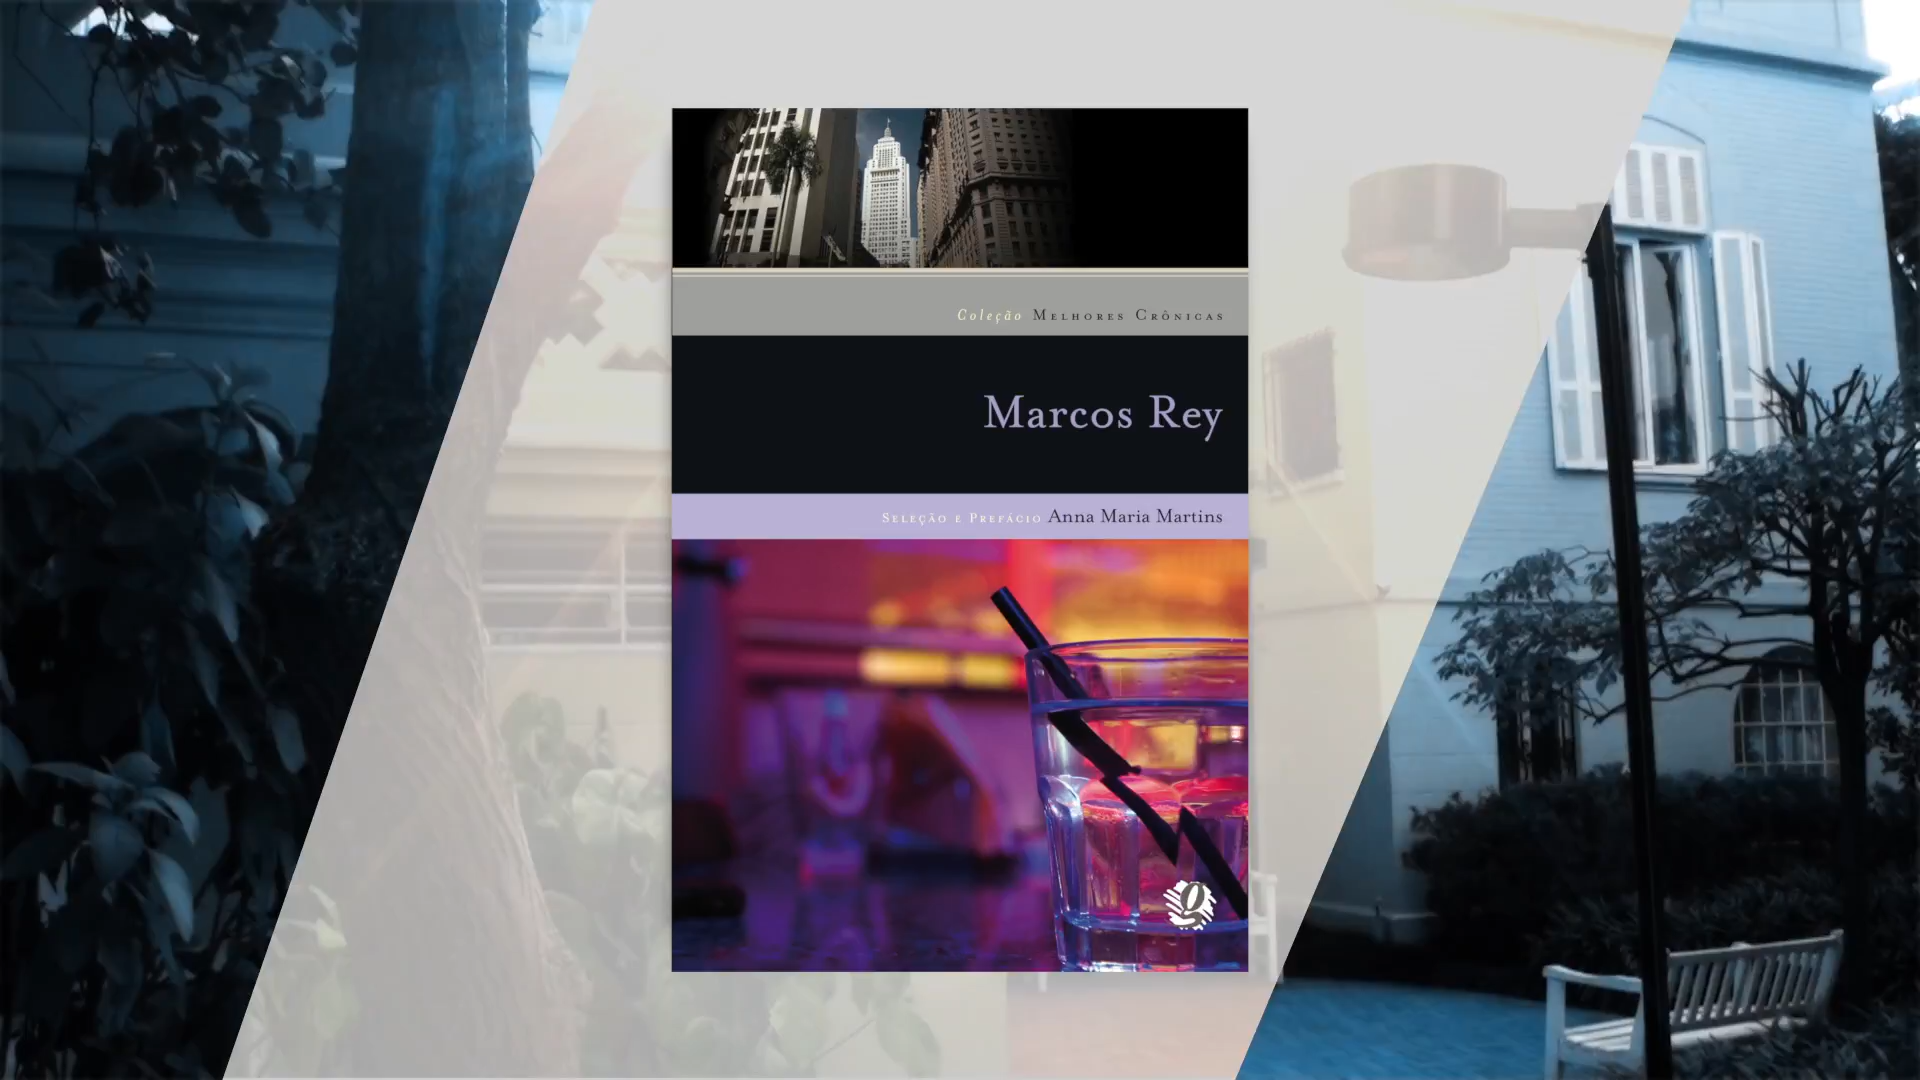 Coleção Melhores Crônicas
Marcos Rey
Seleção e Prefácio Anna Maria Martins
g